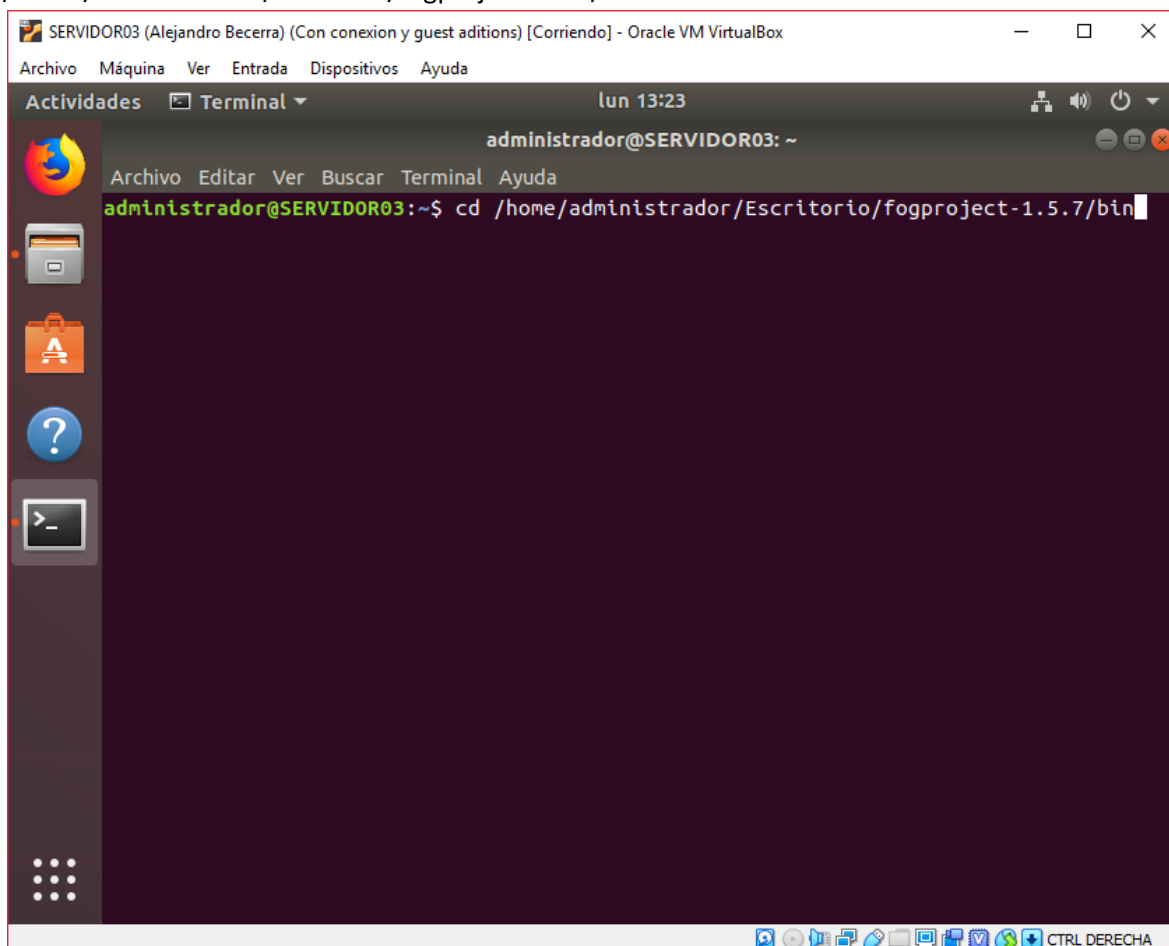 SERVIDOR03 (Alejandro Becerra) (Con conexion y guest aditions) [Corriendo] - Oracle VM VirtualBox
Archivo Máquina Ver Entrada Dispositivos Ayuda
Actividades Terminal lun 13:23
administrador@SERVIDOR03: ~
Archivo Editar Ver Buscar Terminal Ayuda
administrador@SERVIDOR03:~$ cd /home/administrador/Escritorio/fogproject-1.5.7/bin
CTRL DERECHA